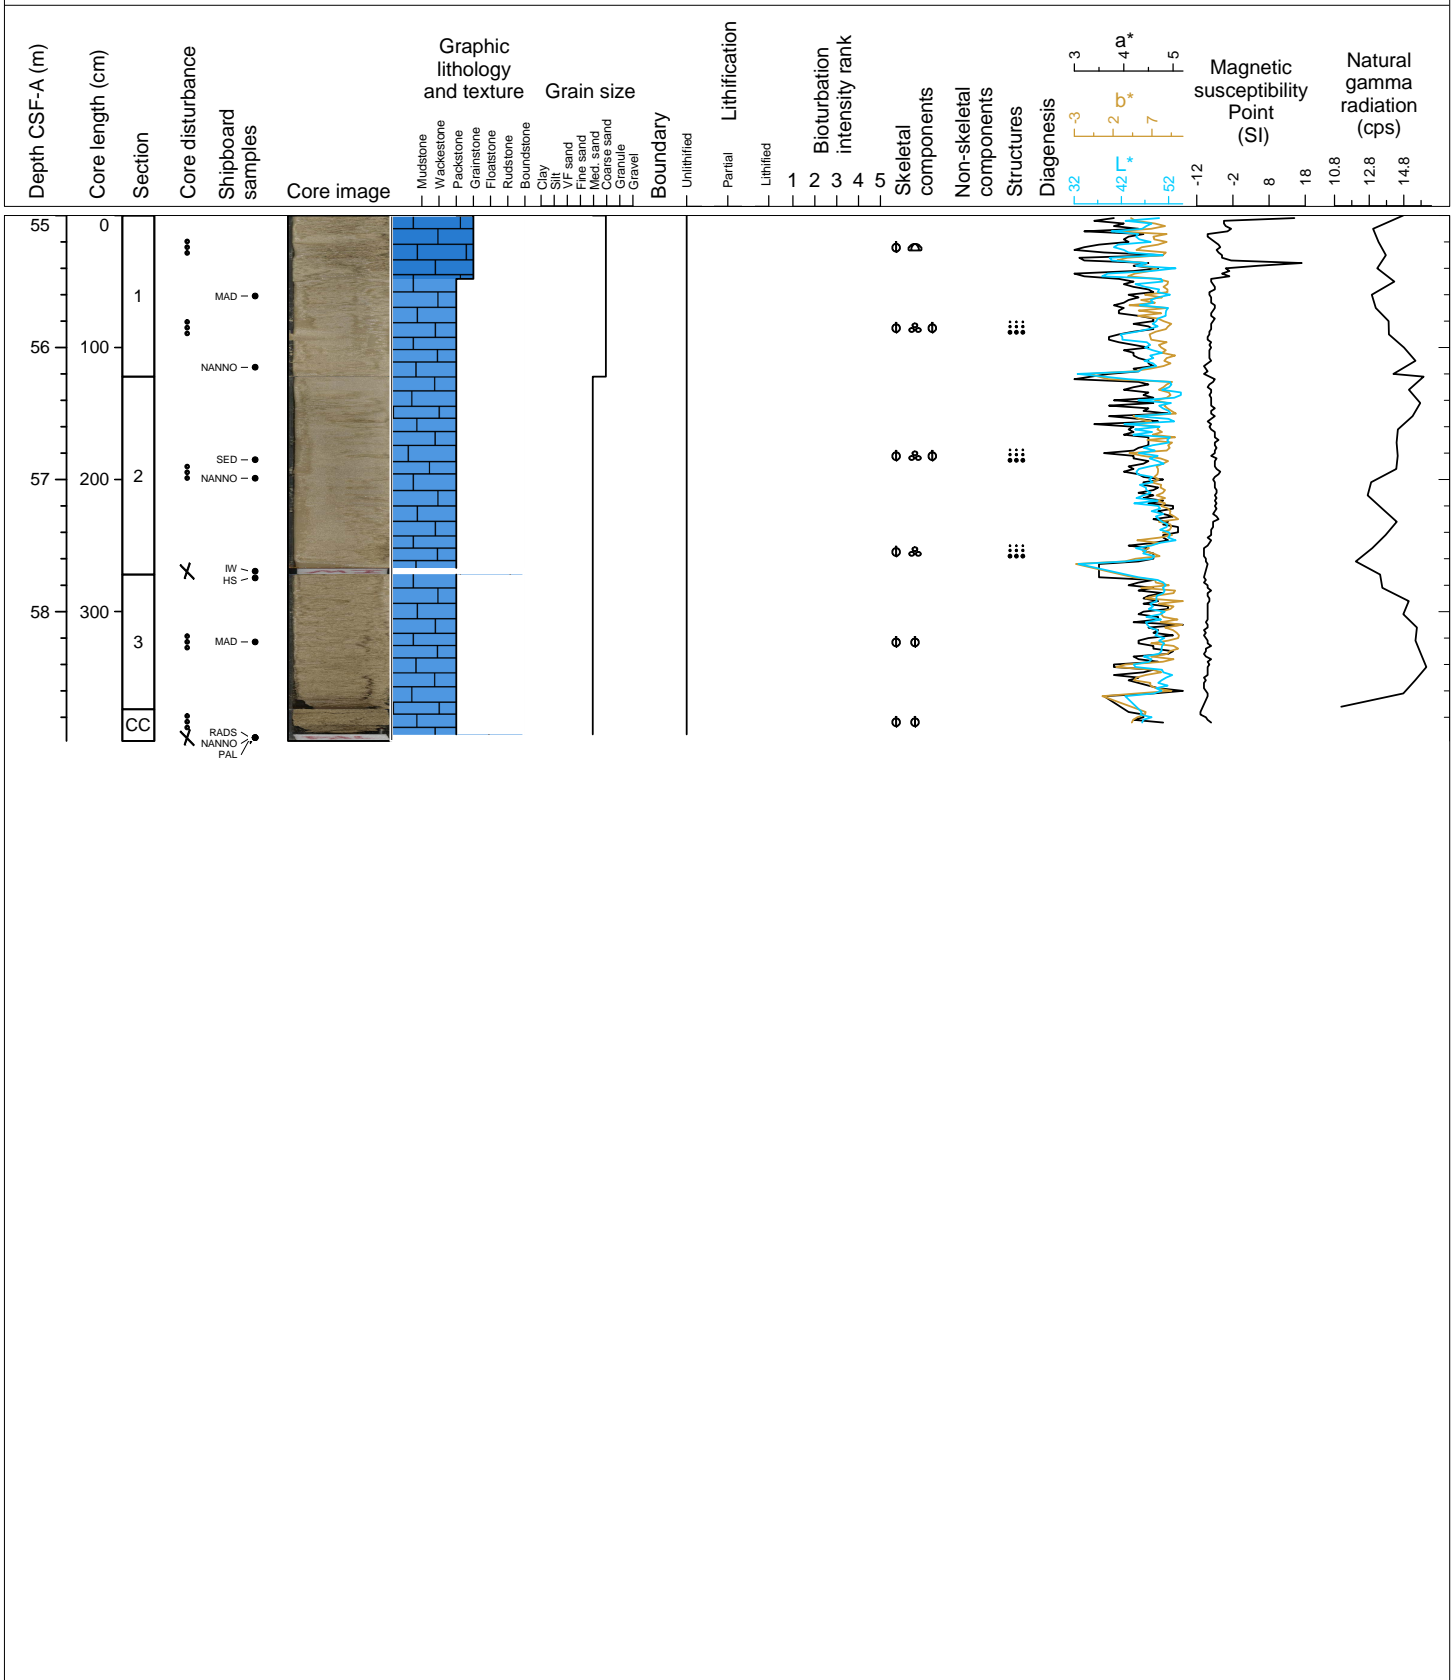 Depth CSF-A (m)
Core length (cm)
Section
Core disturbance
Shipboard
samples
Core image
Graphic
lithology
and texture
Mudstone
Wackestone
Packstone
Grainstone
Floatstone
Rudstone
Boundstone
Grain size
Clay
Silt
VF sand
Fine sand
Med. sand
Coarse sand
Granule
Gravel
Boundary
Lithification
Unlithified
Partial
Lithified
Bioturbation
intensity rank
1 2 3 4 5
Skeletal
components
Non-skeletal
components
Structures
Diagenesis
a*
3 4 5
b*
-3 2 7
L*
32 42 52
Magnetic
susceptibility
Point
(SI)
-12 -2 8 18
Natural
gamma
radiation
(cps)
10.8 12.8 14.8
55 0
1
MAD
56 100
NANNO
SED
57 200 2 NANNO
IW
HS
58 300
3 MAD
CC
RADS
NANNO
PAL